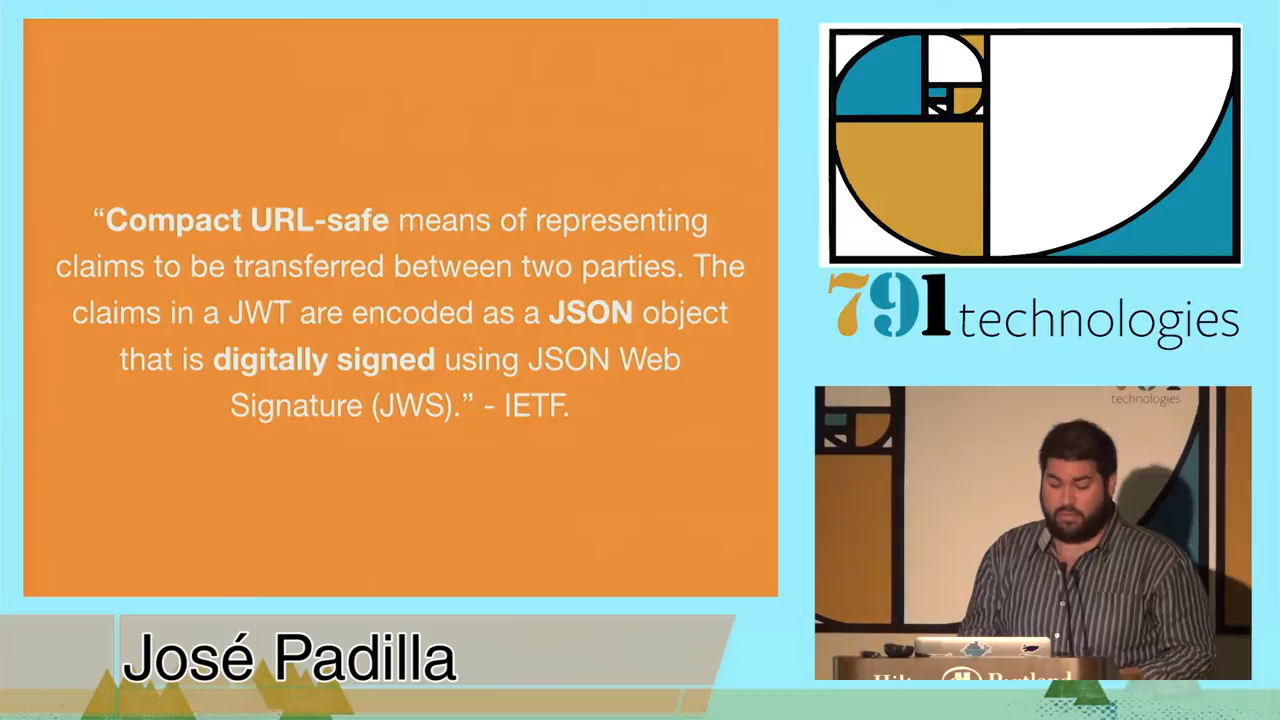 “Compact URL-safe means of representing
claims to be transferred between two parties. The
claims in a JWT are encoded as a JSON object
that is digitally signed using JSON Web
Signature (JWS).” - IETF.
791 technologies
technologies
Portland
José Padilla